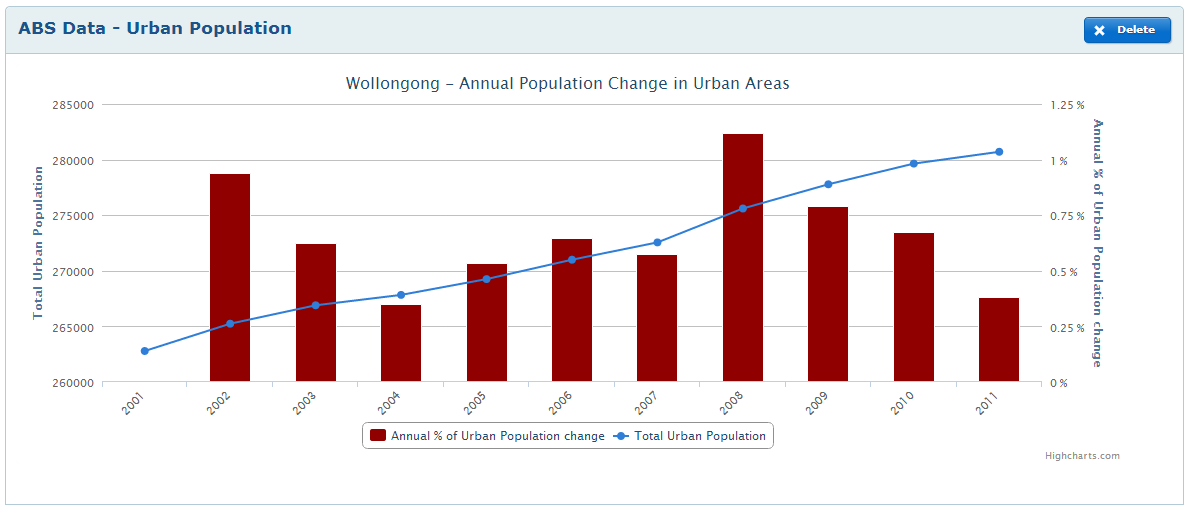 ABS Data - Urban Population
Delete
Wollongong - Annual Population Change in Urban Areas
285000
280000
275000
270000
265000
260000
Total Urban Population
1.25 %
1 %
0.75 %
0.5 %
0.25 %
0 %
Annual % of Urban Population change
2001
2002
2003
2004
2005
2006
2007
2008
2009
2010
2011
Annual % of Urban Population change
Total Urban Population
Highcharts.com